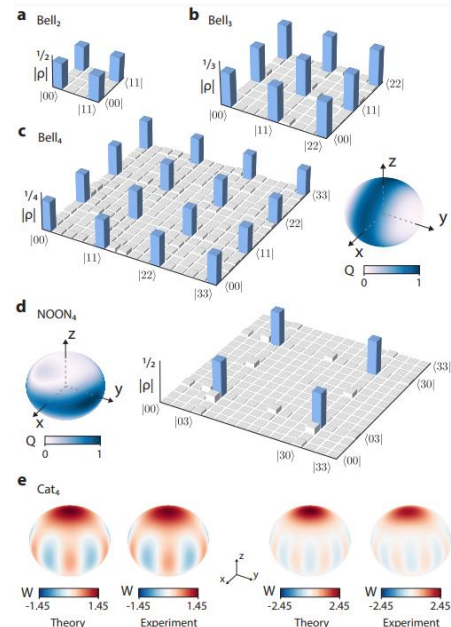 a Bell₂
1/2
|ρ|
|00⟩
|11⟩
⟨00|
⟨11|
b Bell₃
1/3
|ρ|
|00⟩
|11⟩
|22⟩
⟨00|
⟨11|
⟨22|
c Bell₄
1/4
|ρ|
|00⟩
|11⟩
|22⟩
|33⟩
⟨00|
⟨11|
⟨22|
⟨33|
z
y
x
Q
0 1
d NOON₄
z
y
x
Q
0 1
1/2
|ρ|
|00⟩
|03⟩
|30⟩
|33⟩
⟨00|
⟨03|
⟨30|
⟨33|
e Cat₄
z
x y
W W W W
-1.45 1.45 -1.45 1.45 -2.45 2.45 -2.45 2.45
Theory Experiment Theory Experiment